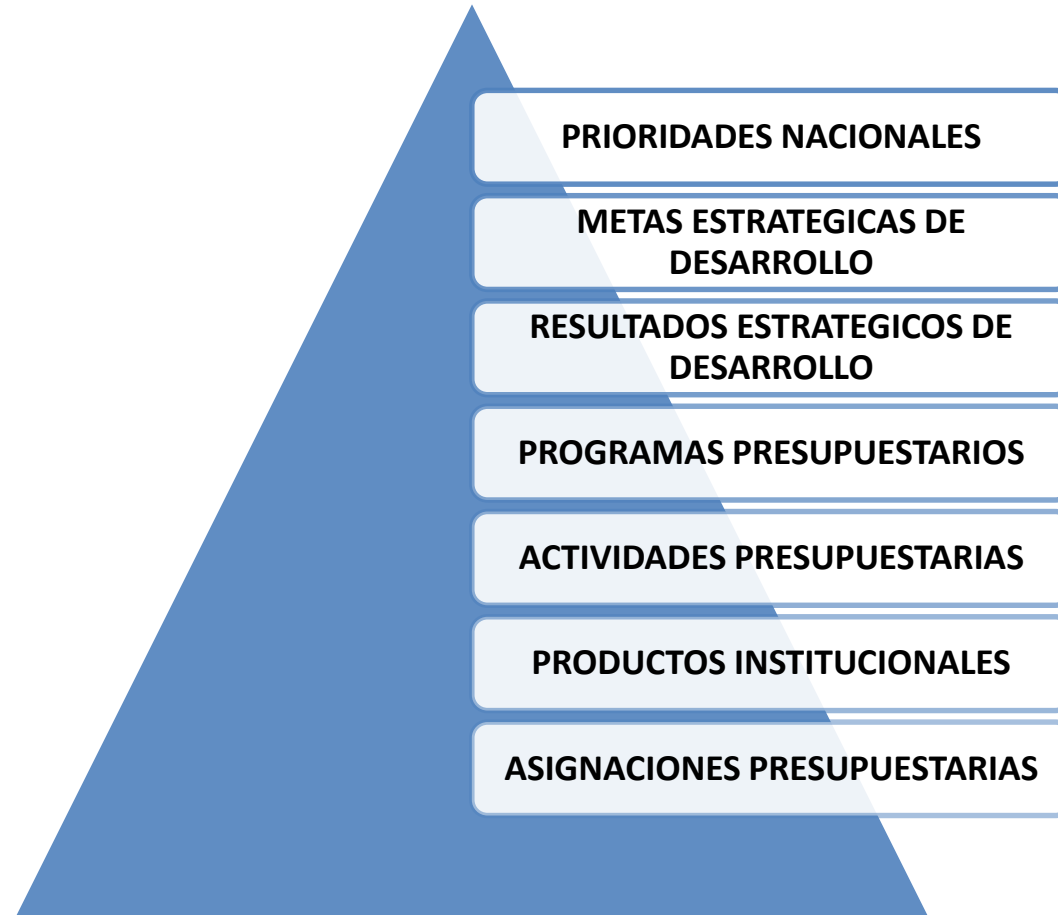 PRIORIDADES NACIONALES
METAS ESTRATEGICAS DE
DESARROLLO
RESULTADOS ESTRATEGICOS DE
DESARROLLO
PROGRAMAS PRESUPUESTARIOS
ACTIVIDADES PRESUPUESTARIAS
PRODUCTOS INSTITUCIONALES
ASIGNACIONES PRESUPUESTARIAS